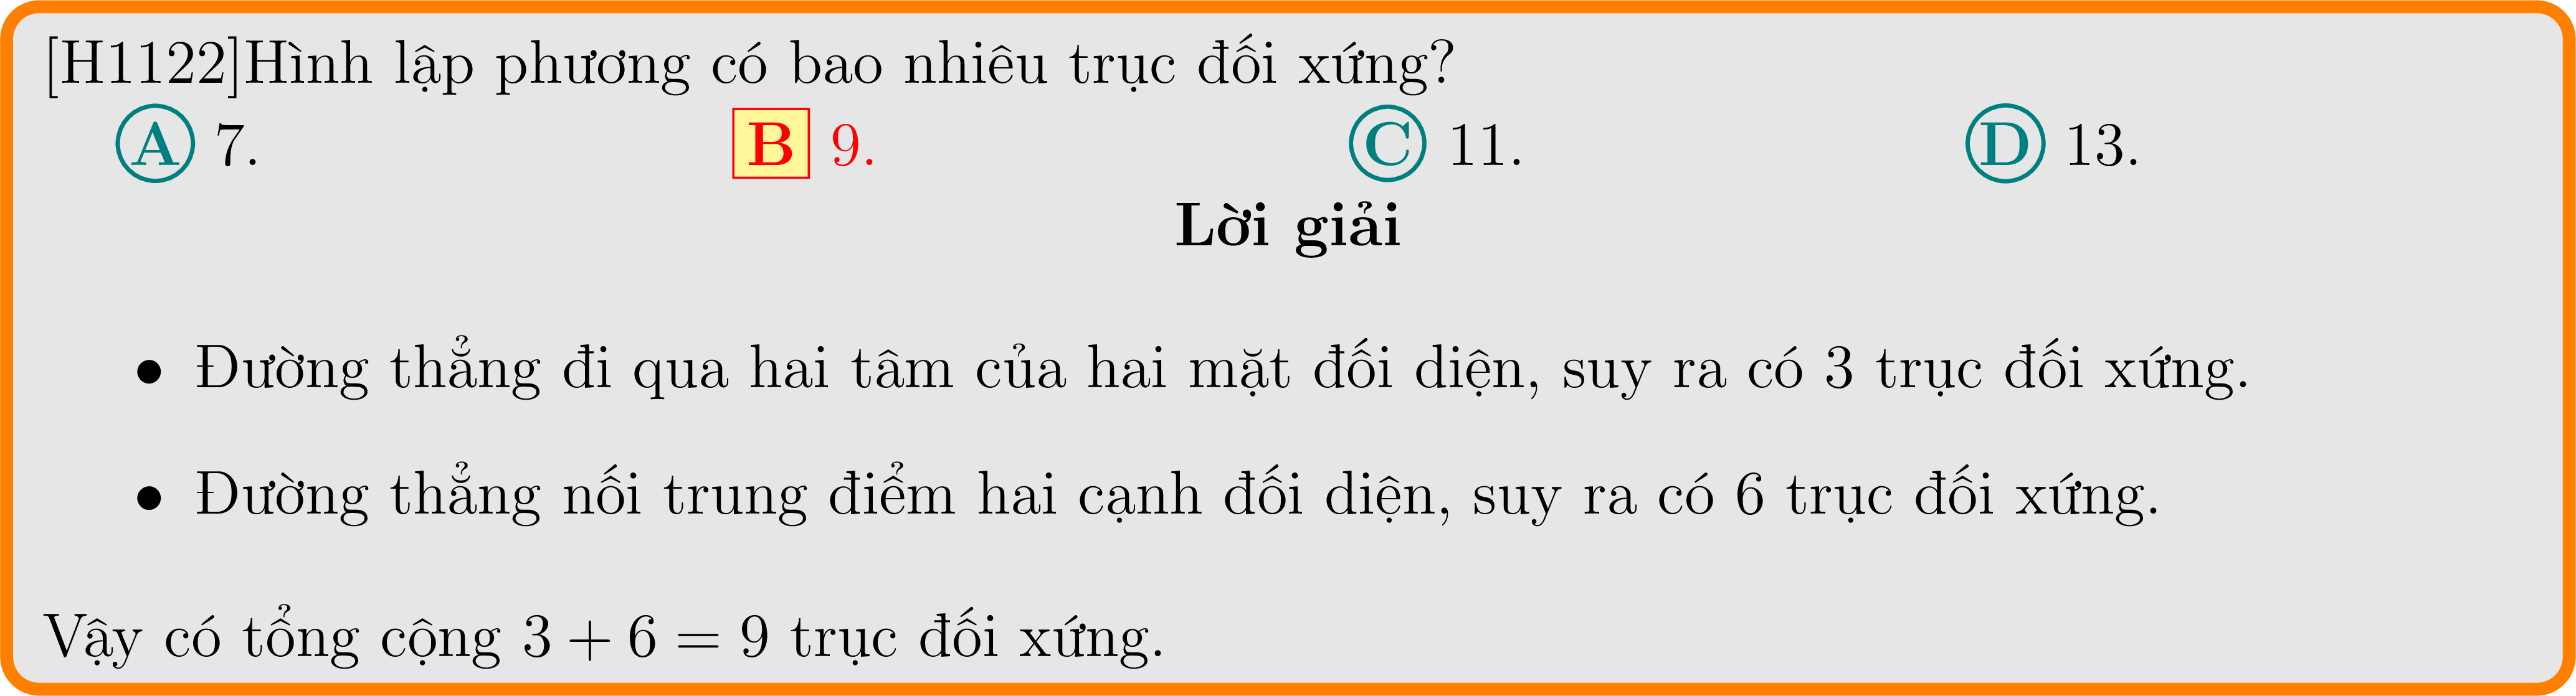 [H1122]Hình lập phương có bao nhiêu trục đối xứng?
A 7. B 9. C 11. D 13.
Lời giải
• Đường thẳng đi qua hai tâm của hai mặt đối diện, suy ra có 3 trục đối xứng.
• Đường thẳng nối trung điểm hai cạnh đối diện, suy ra có 6 trục đối xứng.
Vậy có tổng cộng 3 + 6 = 9 trục đối xứng.